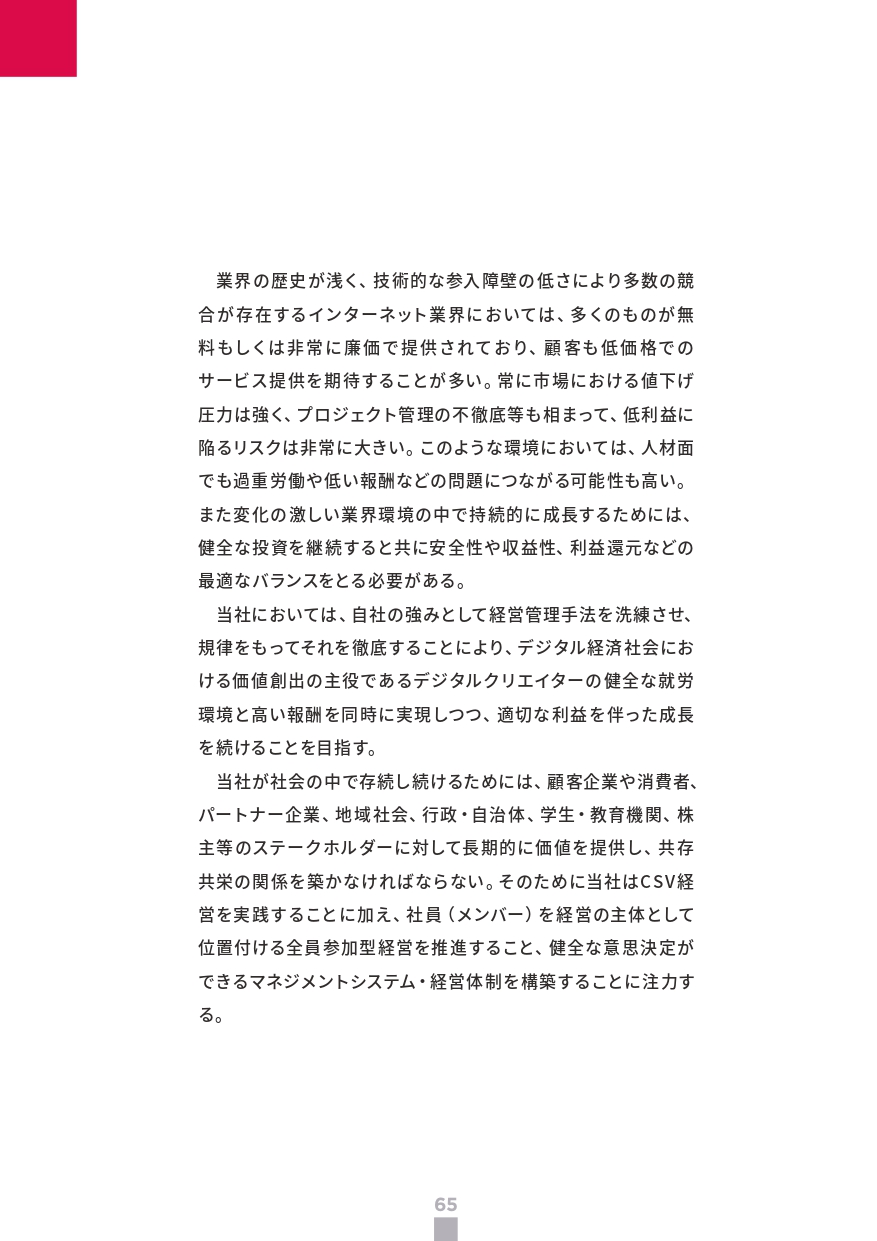 業界の歴史が浅く、技術的な参入障壁の低さにより多数の競
合が存在するインターネット業界においては、多くのものが無
料もしくは非常に廉価で提供されており、顧客も低価格での
サービス提供を期待することが多い。常に市場における値下げ
圧力は強く、プロジェクト管理の不徹底等も相まって、低利益に
陥るリスクは非常に大きい。このような環境においては、人材面
でも過重労働や低い報酬などの問題につながる可能性も高い。
また変化の激しい業界環境の中で持続的に成長するためには、
健全な投資を継続すると共に安全性や収益性、利益還元などの
最適なバランスをとる必要がある。
　当社においては、自社の強みとして経営管理手法を洗練させ、
規律をもってそれを徹底することにより、デジタル経済社会にお
ける価値創出の主役であるデジタルクリエイターの健全な就労
環境と高い報酬を同時に実現しつつ、適切な利益を伴った成長
を続けることを目指す。
　当社が社会の中で存続し続けるためには、顧客企業や消費者、
パートナー企業、地域社会、行政・自治体、学生・教育機関、株
主等のステークホルダーに対して長期的に価値を提供し、共存
共栄の関係を築かなければならない。そのために当社はCSV経
営を実践することに加え、社員（メンバー）を経営の主体として
位置付ける全員参加型経営を推進すること、健全な意思決定が
できるマネジメントシステム・経営体制を構築することに注力す
る。
65